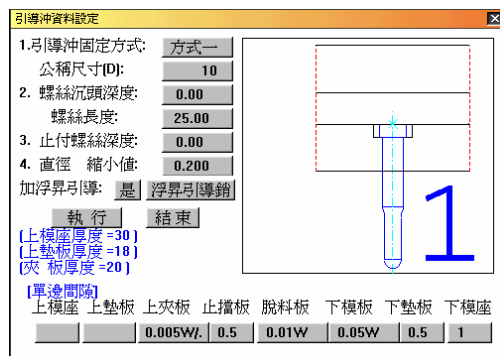 引導沖資料設定
1.引導沖固定方式: 方式一
公稱尺寸(D): 10
2. 螺絲沉頭深度: 0.00
螺絲長度: 25.00
3. 止付螺絲深度: 0.00
4. 直徑 縮小值: 0.200
加浮昇引導: 是 浮昇引導銷
執 行 結 束
(上模座厚度 =30 )
(上墊板厚度 =18 )
(夾 板厚度 =20 )
[單邊間隙]
上模座 上墊板 上夾板 止擋板 脫料板 下模板 下墊板 下模座
0.005W/. 0.5 0.01W 0.05W 0.5 1
1